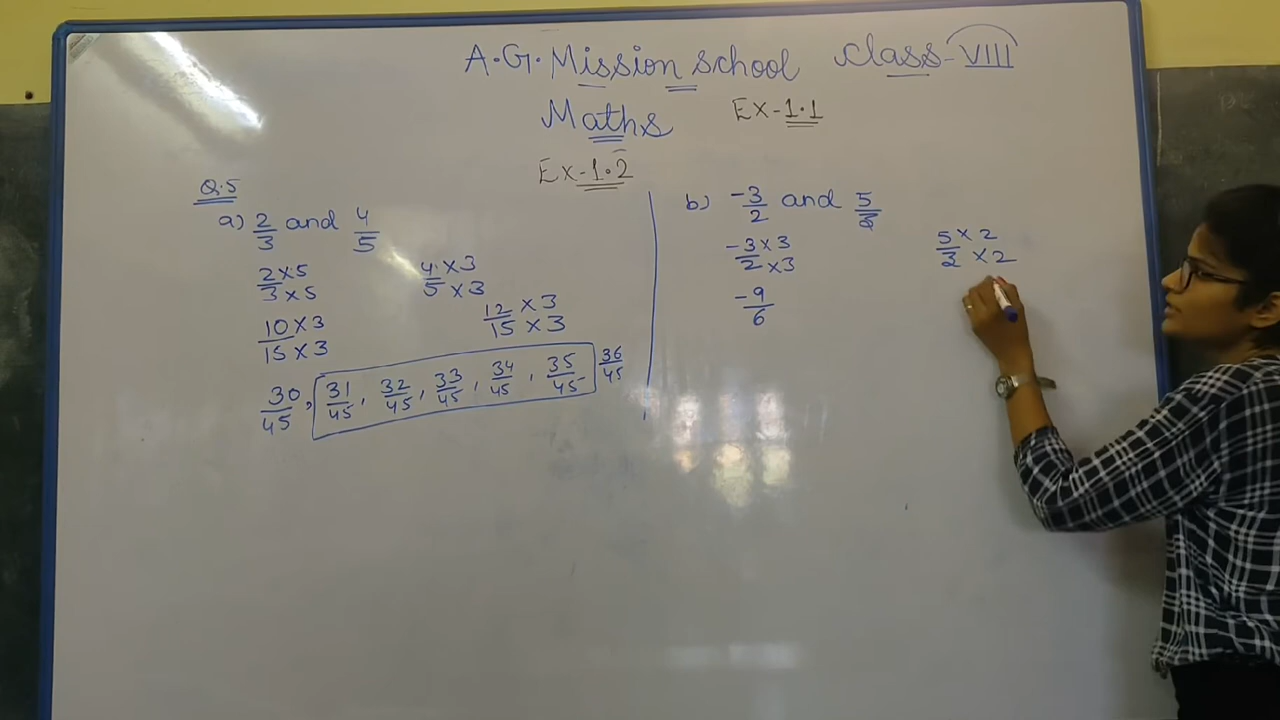 A.G. Mission school Class-VIII
Maths Ex-1.1
Ex-1.2
Q.5
a) 2/3 and 4/5
2×5/3×5 4×3/5×3
10×3/15×3 12×3/15×3
30/45, 31/45, 32/45, 33/45, 34/45, 35/45 36/45
b) -3/2 and 5/
-3×3/2×3 5×2/3×2
-9/6